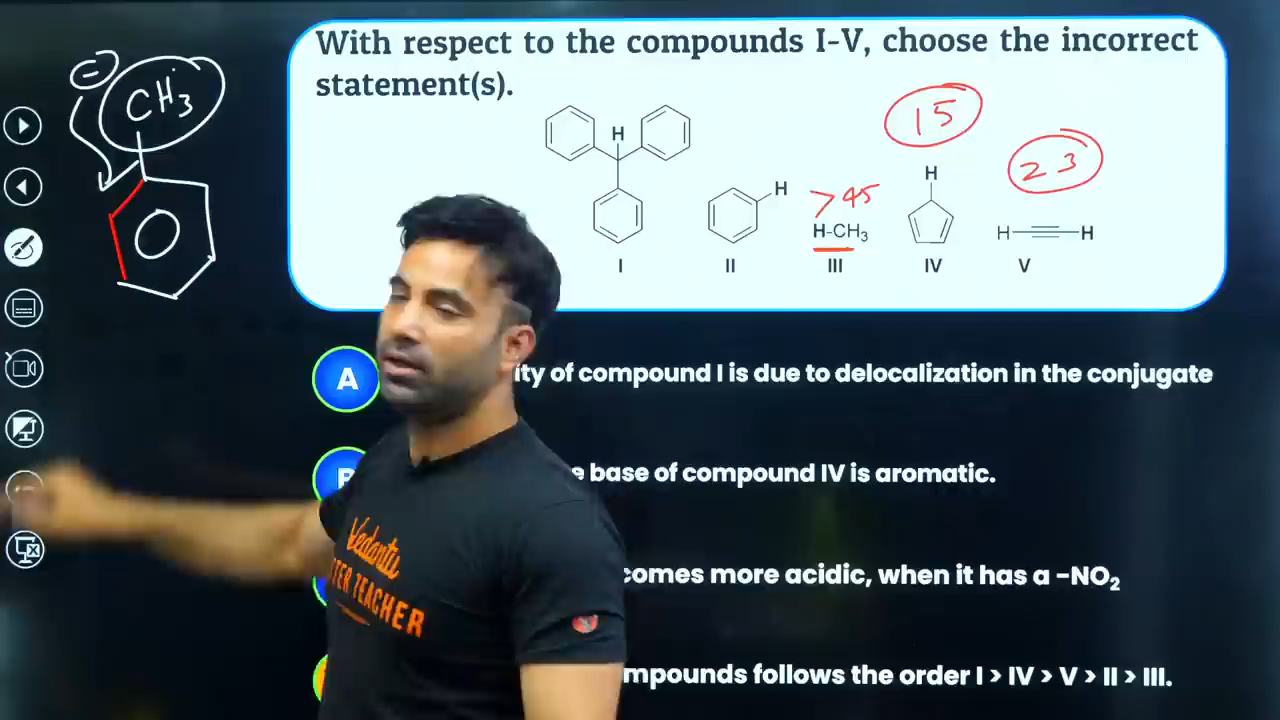 With respect to the compounds I-V, choose the incorrect
statement(s).
CH3
15
23
H
H
>45
H-CH₃
H
H H
I
II
III
IV
V
A
ity of compound I is due to delocalization in the conjugate
B
e base of compound IV is aromatic.
comes more acidic, when it has a -NO₂
mpounds follows the order I > IV > V > II > III.
Vedantu
TER TEACHER